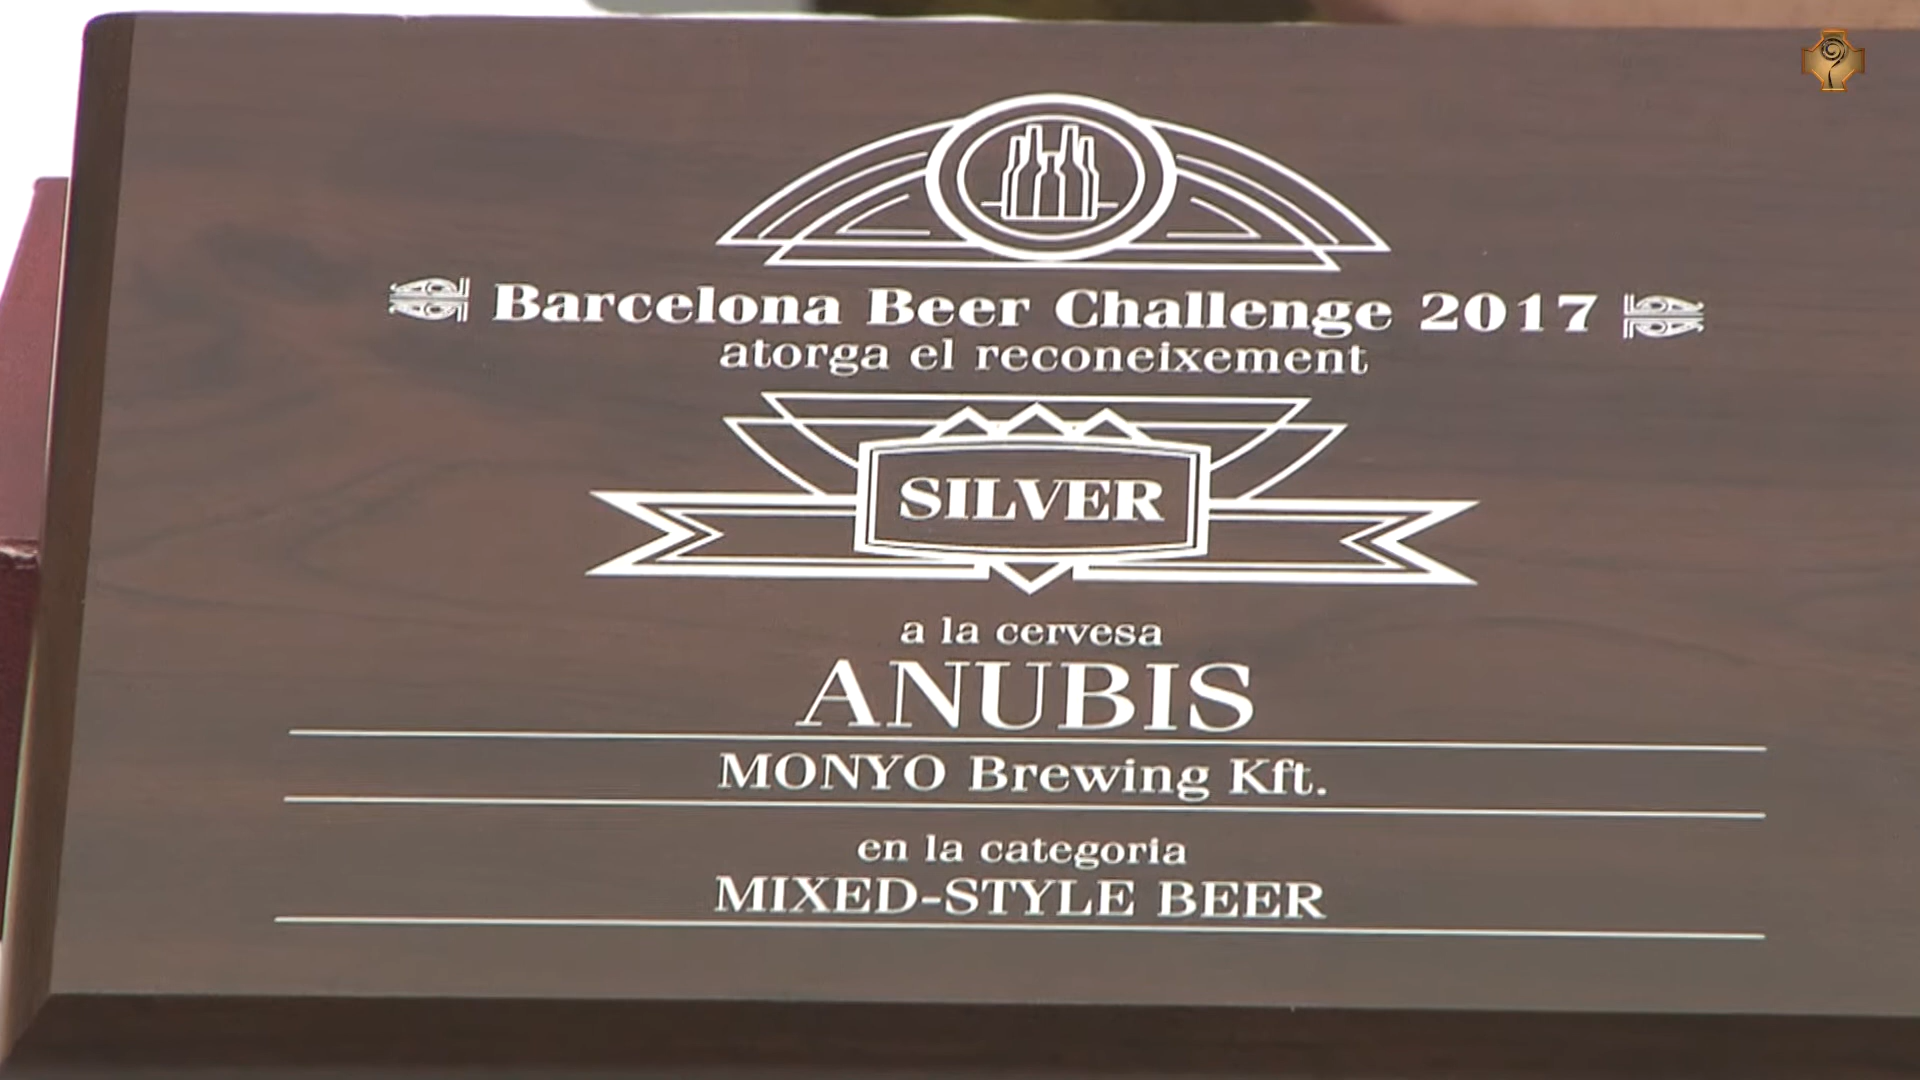 Barcelona Beer Challenge 2017
atorga el reconeixement
SILVER
a la cervesa
ANUBIS
MONYO Brewing Kft.
en la categoria
MIXED-STYLE BEER